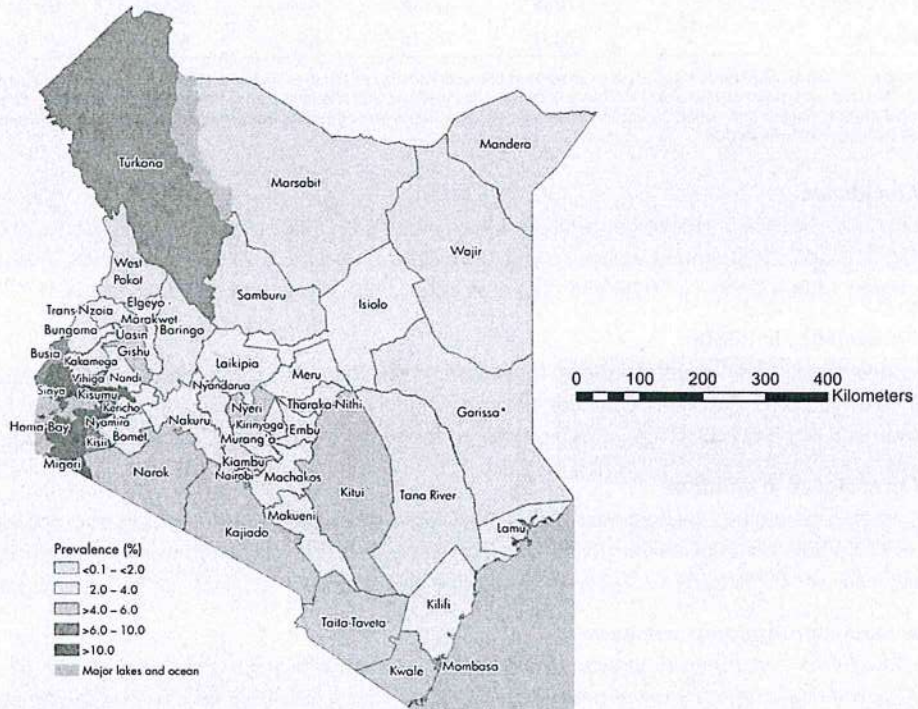 Mandera
Turkana
Marsabit
Wajir
West
Pokot
Samburu
Isiolo
Elgeyo -
Trans-Nzoia
Marakwet
Bungoma
Uasin
Baringo
Busia
Kakamega
Gishu
Laikipia
Meru
Vihiga
Nandi
Nyandarua
Siaya
Kisumu
Nyeri
Tharaka-Nithi
Kericho
Kirinyaga
Garissa
Homa Bay
Nyamira
Nakuru
Embu
Kisii
Bomet
Murang'a
Migori
Narok
Kiambu
Nairobi
Machakos
Kitui
Tana River
Makueni
Kajiado
Lamu
Kilifi
Taita-Taveta
Kwale
Mombasa
0 50 100 200 300 400
Kilometers
Prevalence (%)
<0.1 – <2.0
2.0 – 4.0
>4.0 – 6.0
>6.0 – 10.0
>10.0
Major lakes and ocean